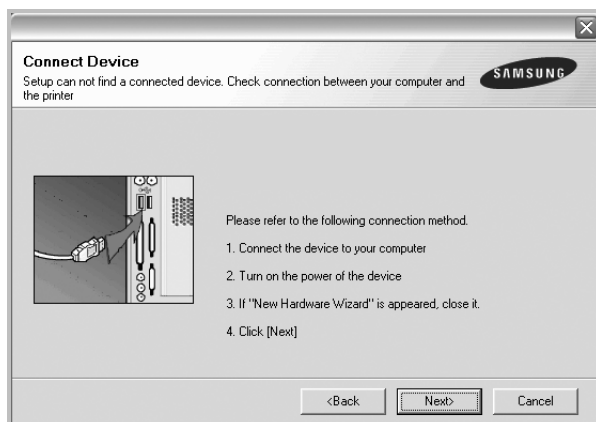 Connect Device
Setup can not find a connected device. Check connection between your computer and
the printer
SAMSUNG
Please refer to the following connection method.
1. Connect the device to your computer
2. Turn on the power of the device
3. If "New Hardware Wizard" is appeared, close it.
4. Click [Next]
<Back
Next>
Cancel